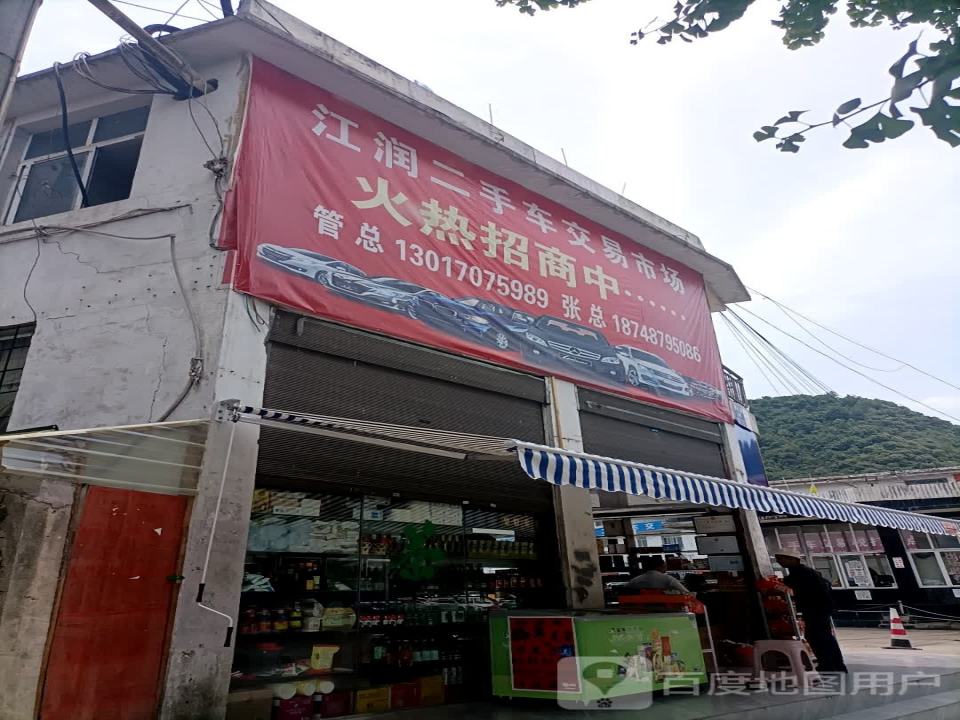 江润二手车交易市场
火热招商中......
管总 13017075989 张总 18748795086
百度地图用户